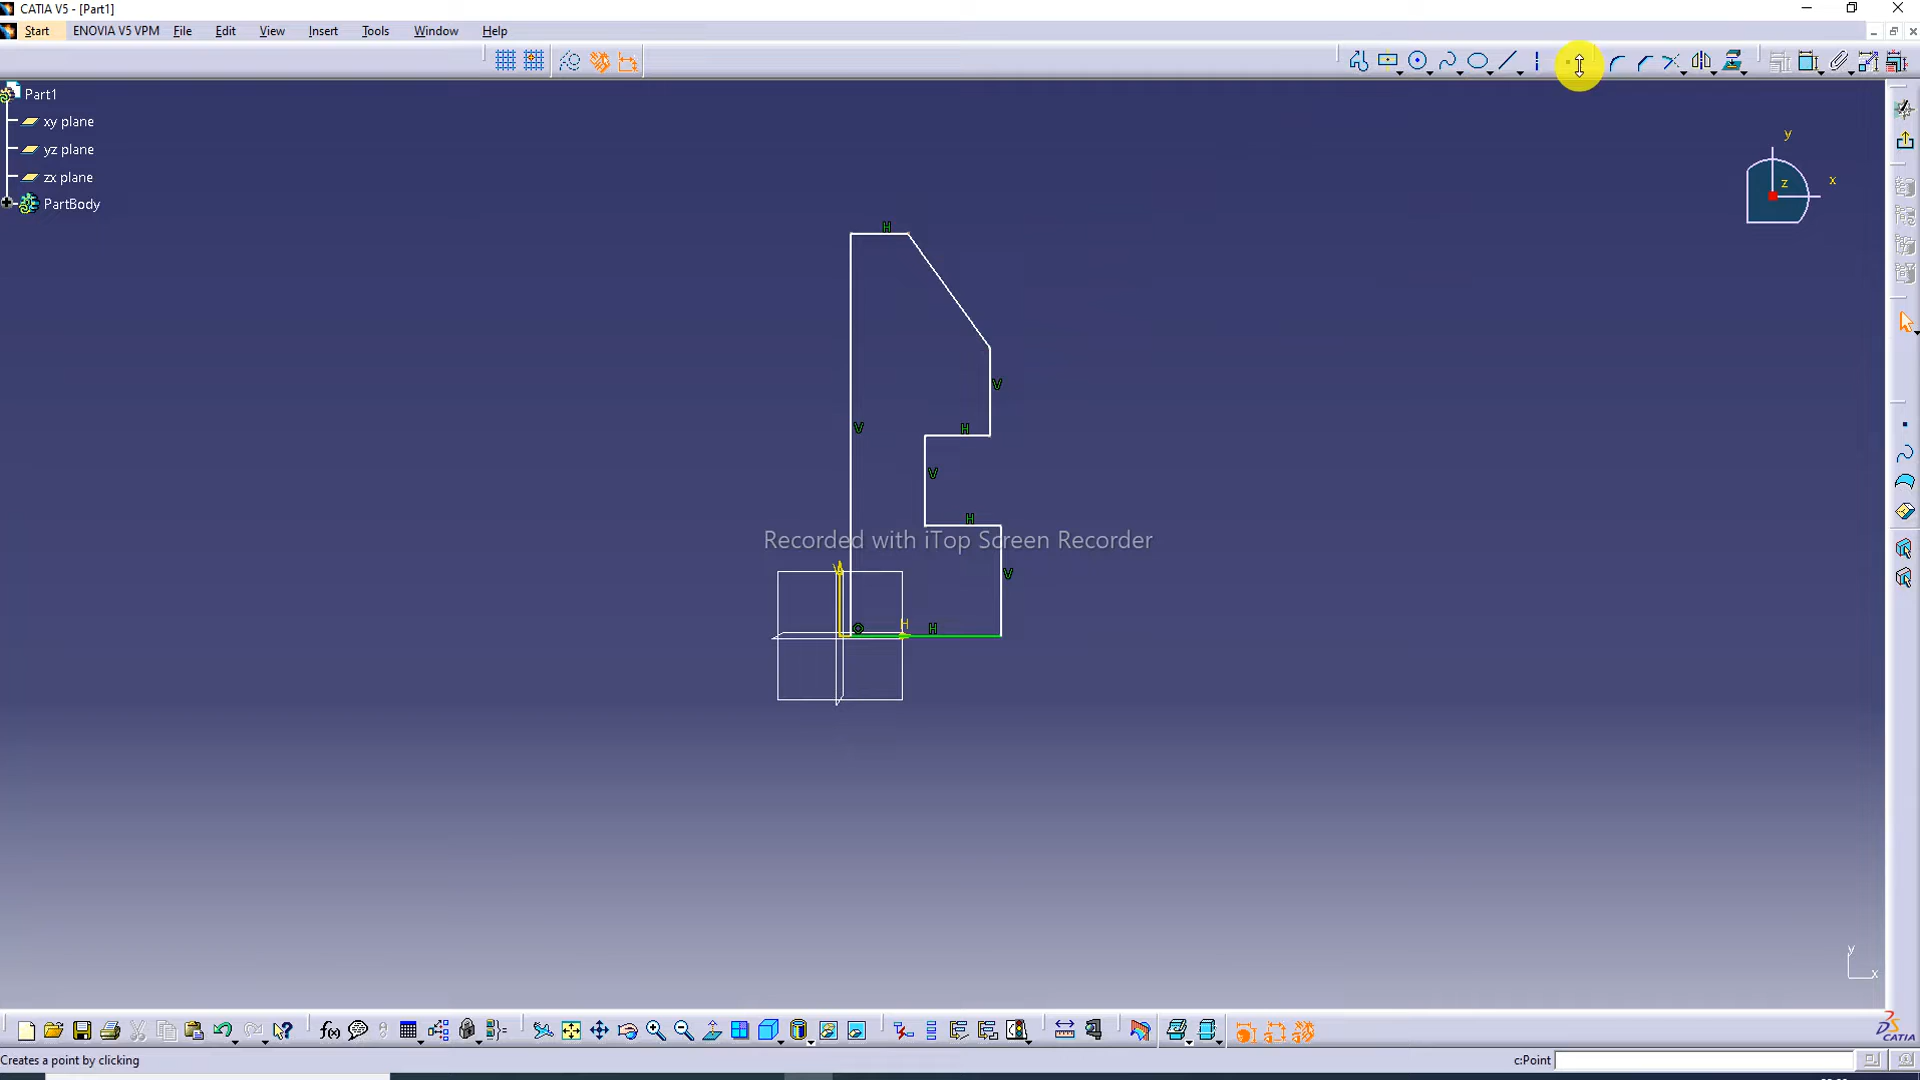 CATIA V5 - [Part1]
Start ENOVIA V5 VPM File Edit View Insert Tools Window Help
Part1
xy plane
yz plane
zx plane
PartBody
y
x
z
H
V
V
H
V
H
V
H
H
V
Recorded with iTop Screen Recorder
y
x
f(x)
CATIA
Creates a point by clicking
c:Point